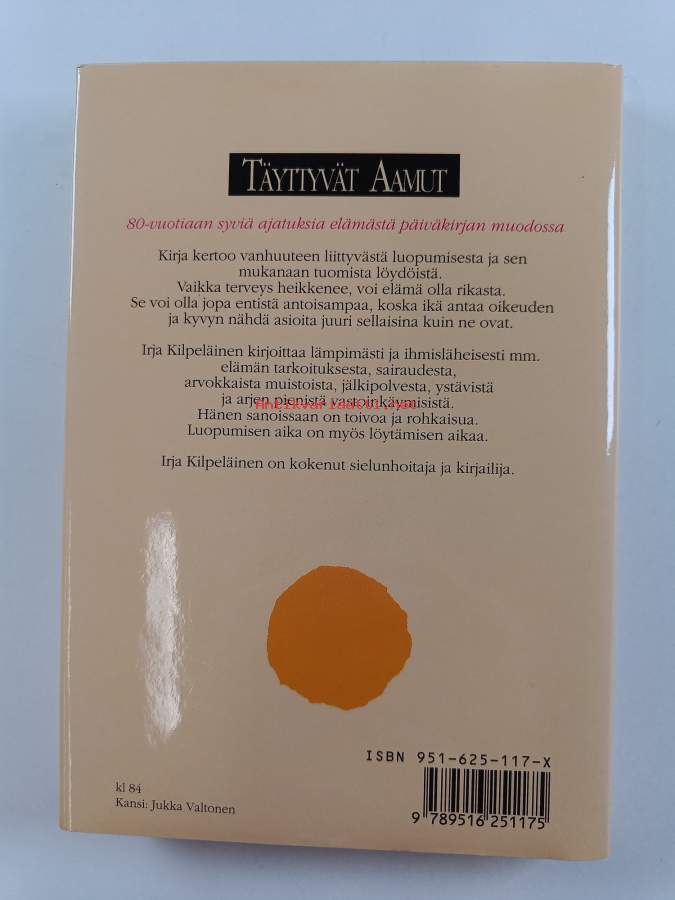 TÄYTTYVÄT AAMUT
80-vuotiaan syviä ajatuksia elämästä päiväkirjan muodossa
Kirja kertoo vanhuuteen liittyvästä luopumisesta ja sen
mukanaan tuomista löydöistä.
Vaikka terveys heikkenee, voi elämä olla rikasta.
Se voi olla jopa entistä antoisampaa, koska ikä antaa oikeuden
ja kyvyn nähdä asioita juuri sellaisina kuin ne ovat.
Irja Kilpeläinen kirjoittaa lämpimästi ja ihmisläheisesti mm.
elämän tarkoituksesta, sairaudesta,
arvokkaista muistoista, jälkipolvesta, ystävistä
ja arjen pienistä vastoinkäymisistä.
Antikvariaatti.net
Hänen sanoissaan on toivoa ja rohkaisua.
Luopumisen aika on myös löytämisen aikaa.
Irja Kilpeläinen on kokenut sielunhoitaja ja kirjailija.
ISBN 951-625-117-X
kl 84
Kansi: Jukka Valtonen
9 789516 251175